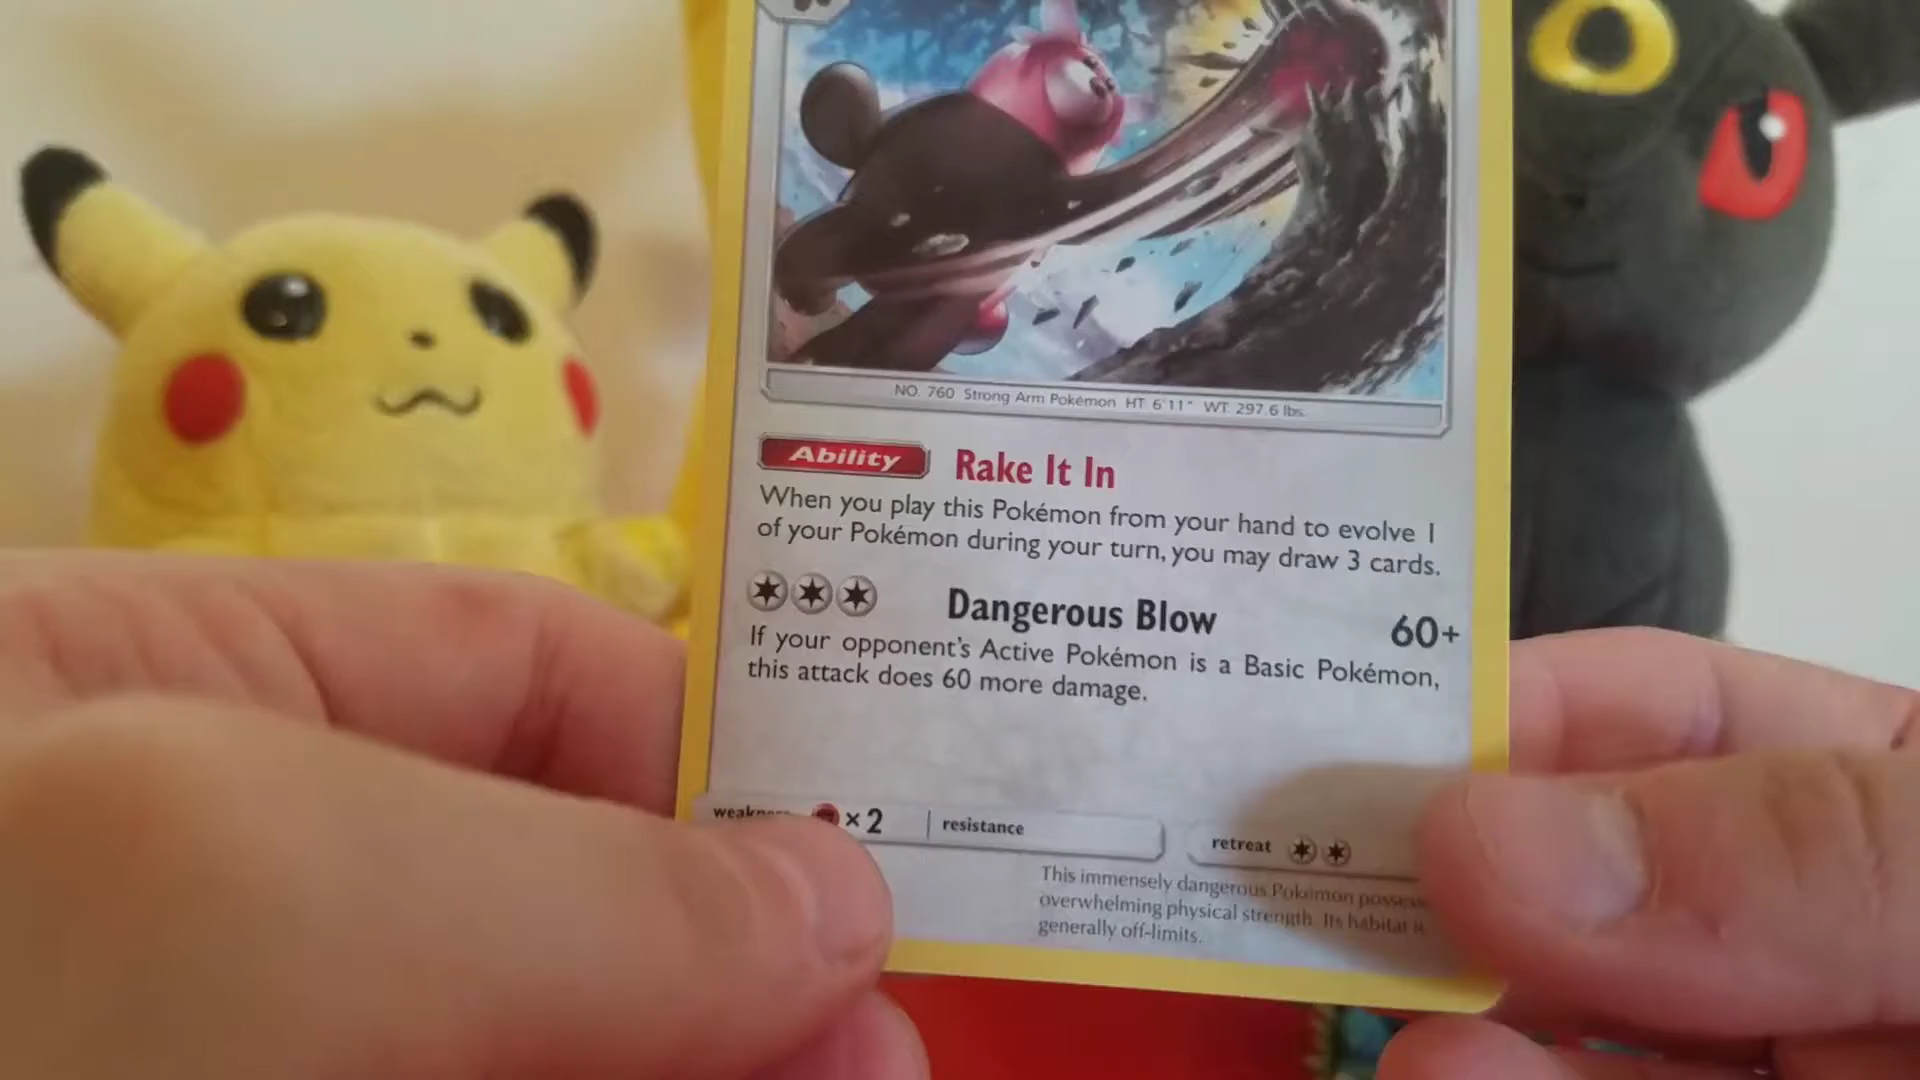 NO. 760 Strong Arm Pokémon HT 6'11" WT. 297.6 lbs.
Ability Rake It In
When you play this Pokémon from your hand to evolve 1
of your Pokémon during your turn, you may draw 3 cards.
Dangerous Blow 60+
If your opponent's Active Pokémon is a Basic Pokémon,
this attack does 60 more damage.
×2 resistance retreat
This immensely dangerous Pokémon
overwhelming physical strength. Its habitat is
generally off-limits.